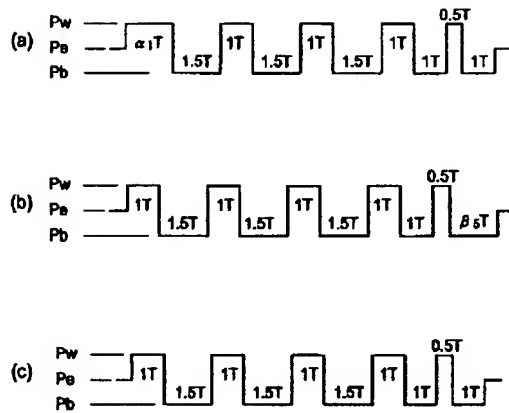 0.5T
Pw
(a) Pe α₁T 1T 1T 1T
Pb 1.5T 1.5T 1.5T 1T 1T
0.5T
Pw
(b) Pe 1T 1T 1T 1T
Pb 1.5T 1.5T 1.5T 1T β₅T
0.5T
Pw
(c) Pe 1T 1T 1T 1T
Pb 1.5T 1.5T 1.5T 1T 1T